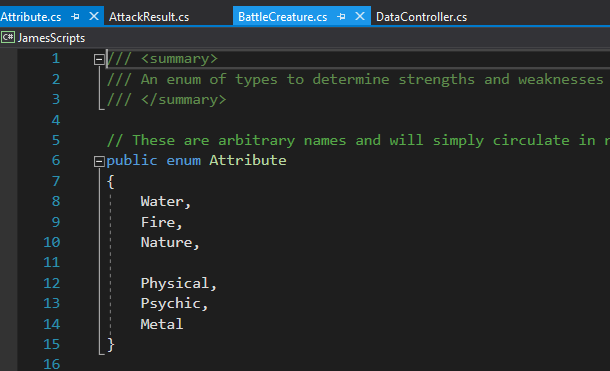 Attribute.cs AttackResult.cs BattleCreature.cs DataController.cs
C# JamesScripts
1 /// <summary>
2 /// An enum of types to determine strengths and weaknesses
3 /// </summary>
4
5 // These are arbitrary names and will simply circulate in
6 public enum Attribute
7 {
8 Water,
9 Fire,
10 Nature,
11
12 Physical,
13 Psychic,
14 Metal
15 }
16